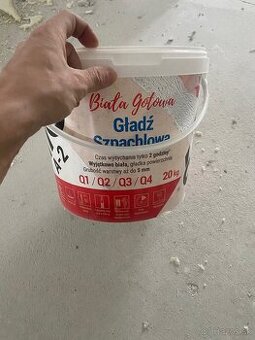 Biała Gotowa
Gładź
Szpachlowa
Czas wysychania tylko 2 godziny
Wyjątkowo biała, gładka powierzchnia
Grubość warstwy aż do 5 mm
Q1/Q2/Q3/Q4
20 kg